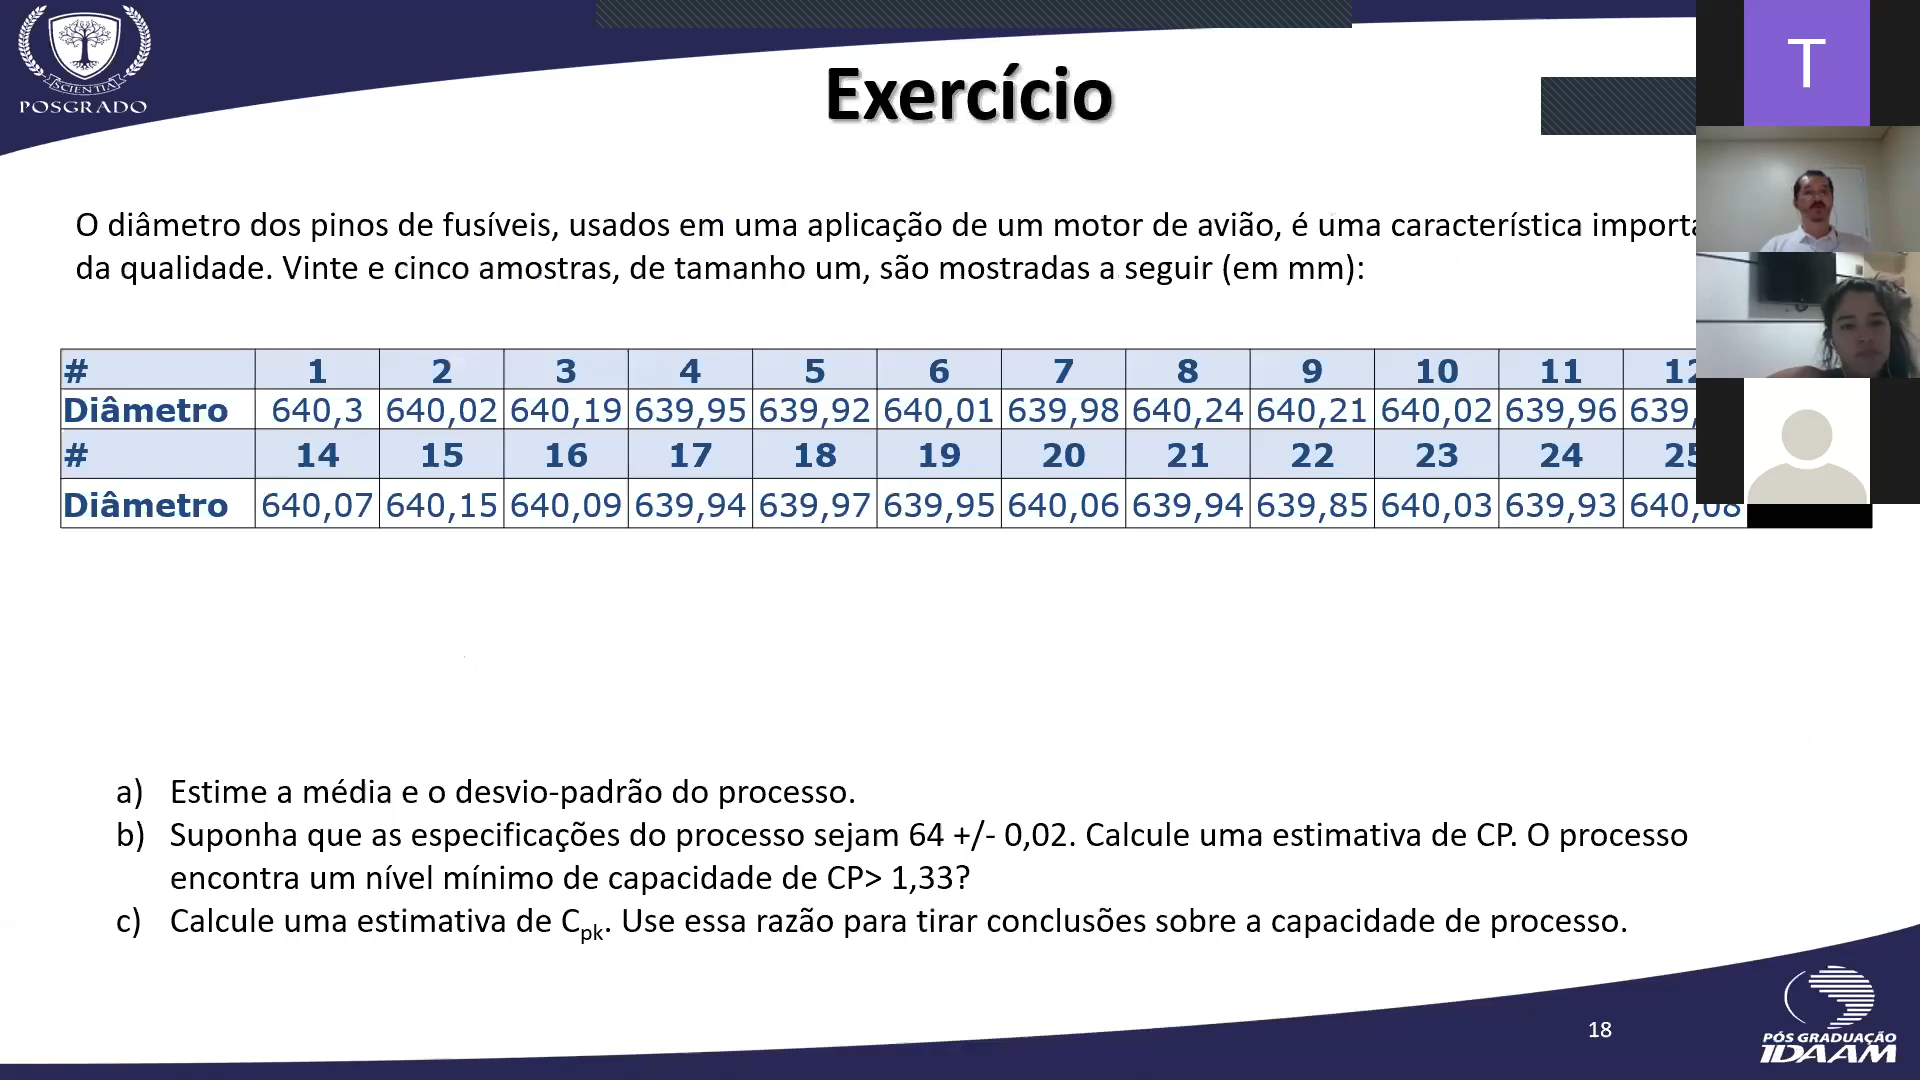 SCIENTIA
POSGRADO
Exercício
T
O diâmetro dos pinos de fusíveis, usados em uma aplicação de um motor de avião, é uma característica
da qualidade. Vinte e cinco amostras, de tamanho um, são mostradas a seguir (em mm):
# 1 2 3 4 5 6 7 8 9 10 11 12
Diâmetro 640,3 640,02 640,19 639,95 639,92 640,01 639,98 640,24 640,21 640,02 639,96
# 14 15 16 17 18 19 20 21 22 23 24 25
Diâmetro 640,07 640,15 640,09 639,94 639,97 639,95 640,06 639,94 639,85 640,03 639,93 640,08
a) Estime a média e o desvio-padrão do processo.
b) Suponha que as especificações do processo sejam 64 +/- 0,02. Calcule uma estimativa de CP. O processo
encontra um nível mínimo de capacidade de CP> 1,33?
c) Calcule uma estimativa de Cpk. Use essa razão para tirar conclusões sobre a capacidade de processo.
18
PÓS GRADUAÇÃO
IDAAM